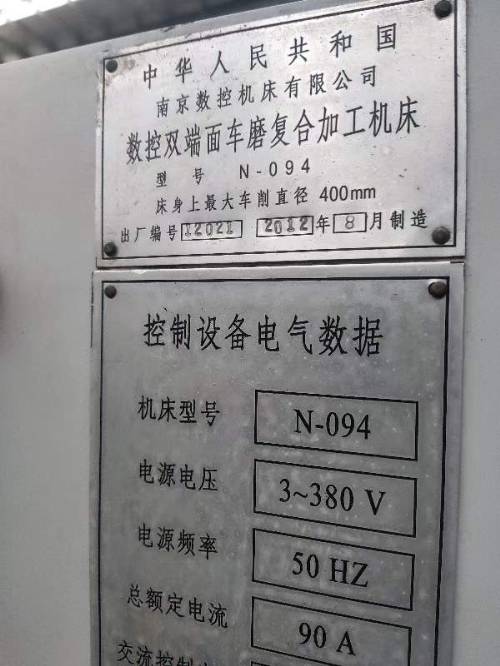 中华人民共和国
南京数控机床有限公司
数控双端面车磨复合加工机床
型 号 N-094
床身上最大车削直径 400mm
出厂编号 12021 2012年8月制造
控制设备电气数据
机床型号 N-094
电源电压 3~380 V
电源频率 50 HZ
总额定电流 90 A
交流控制